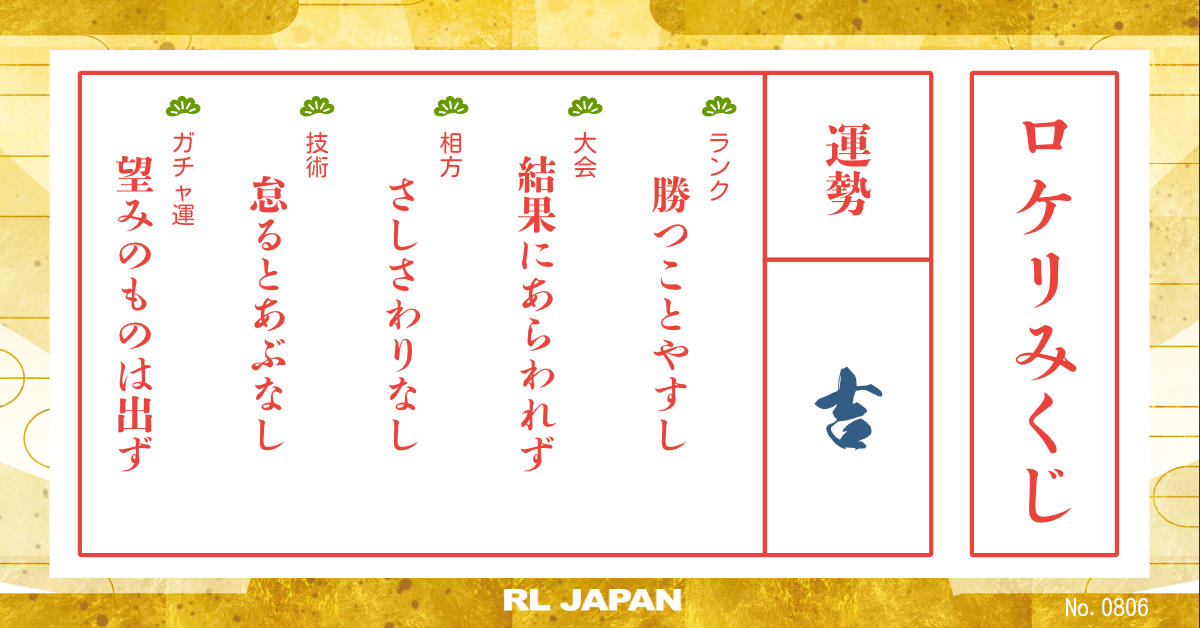 ロケリみくじ
運勢
吉
ランク
勝つことやすし
大会
結果にあらわれず
相方
さしさわりなし
技術
怠るとあぶなし
ガチャ運
望みのものは出ず
RL JAPAN
No. 0806